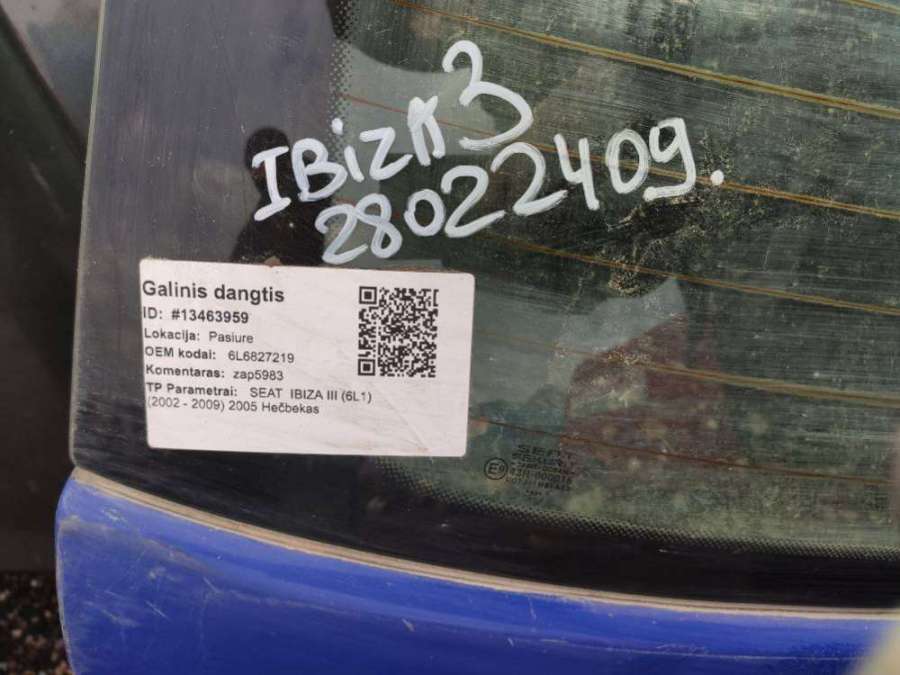 IBIZA 3
28022409.
Galinis dangtis
ID: #13463959
Lokacija: Pasiure
OEM kodai: 6L6827219
Komentaras: zap5983
TP Parametrai: SEAT IBIZA III (6L1)
(2002 - 2009) 2005 Hečbekas
SEAT